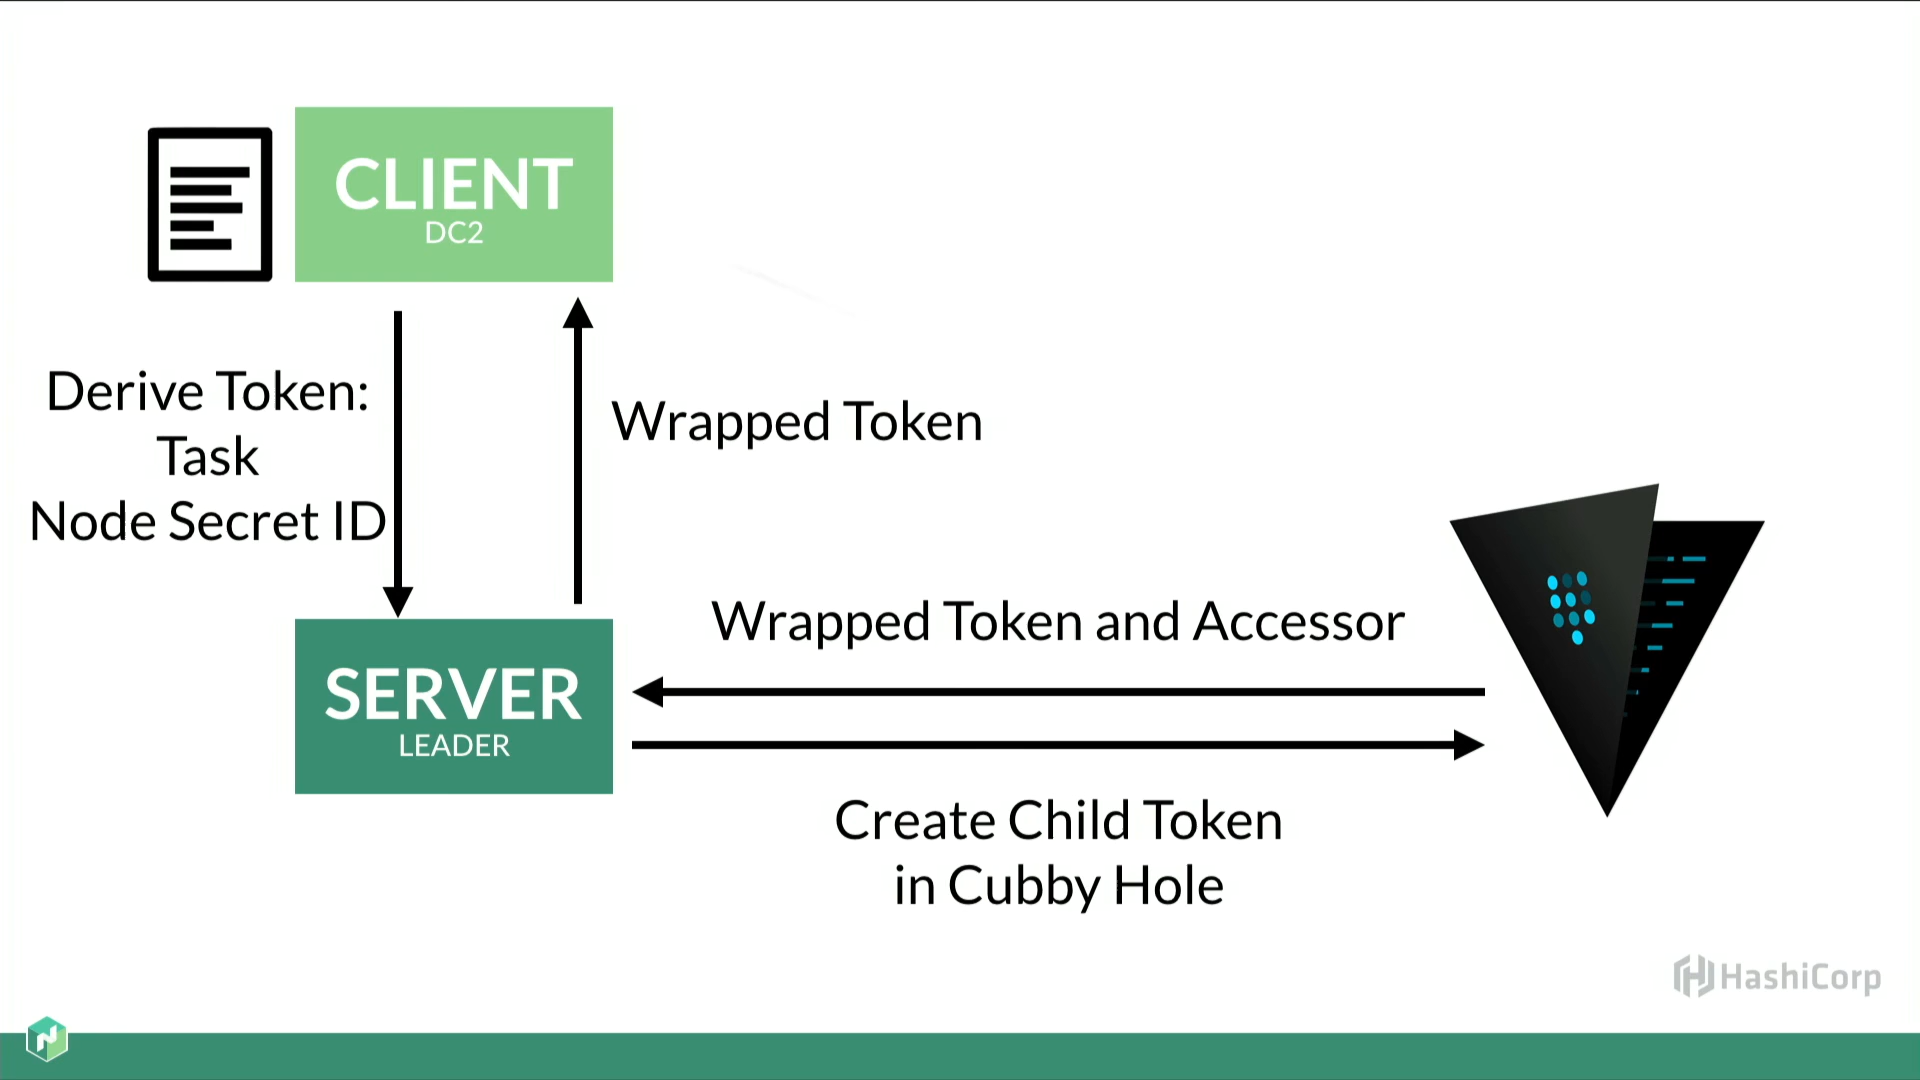 CLIENT
DC2
Derive Token:
Task
Node Secret ID
Wrapped Token
Wrapped Token and Accessor
SERVER
LEADER
Create Child Token
in Cubby Hole
HashiCorp